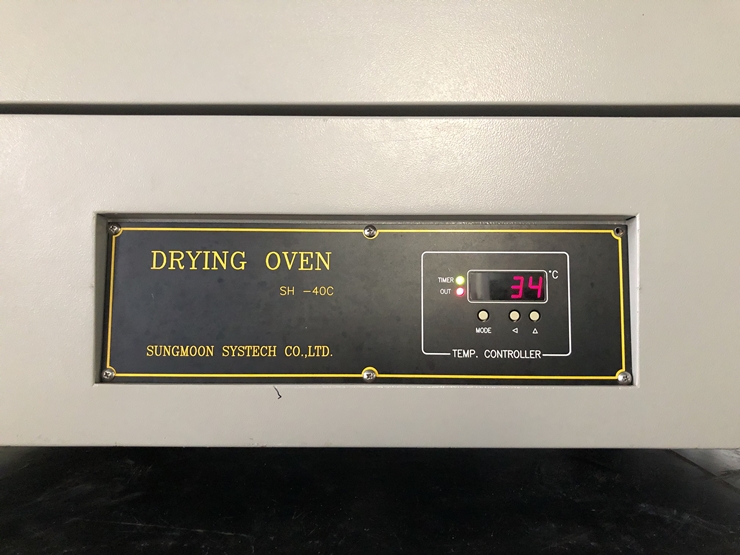 DRYING OVEN
SH -40C
SUNGMOON SYSTECH CO.,LTD.
TIMER
OUT
34 °C
MODE ◁ △
TEMP. CONTROLLER